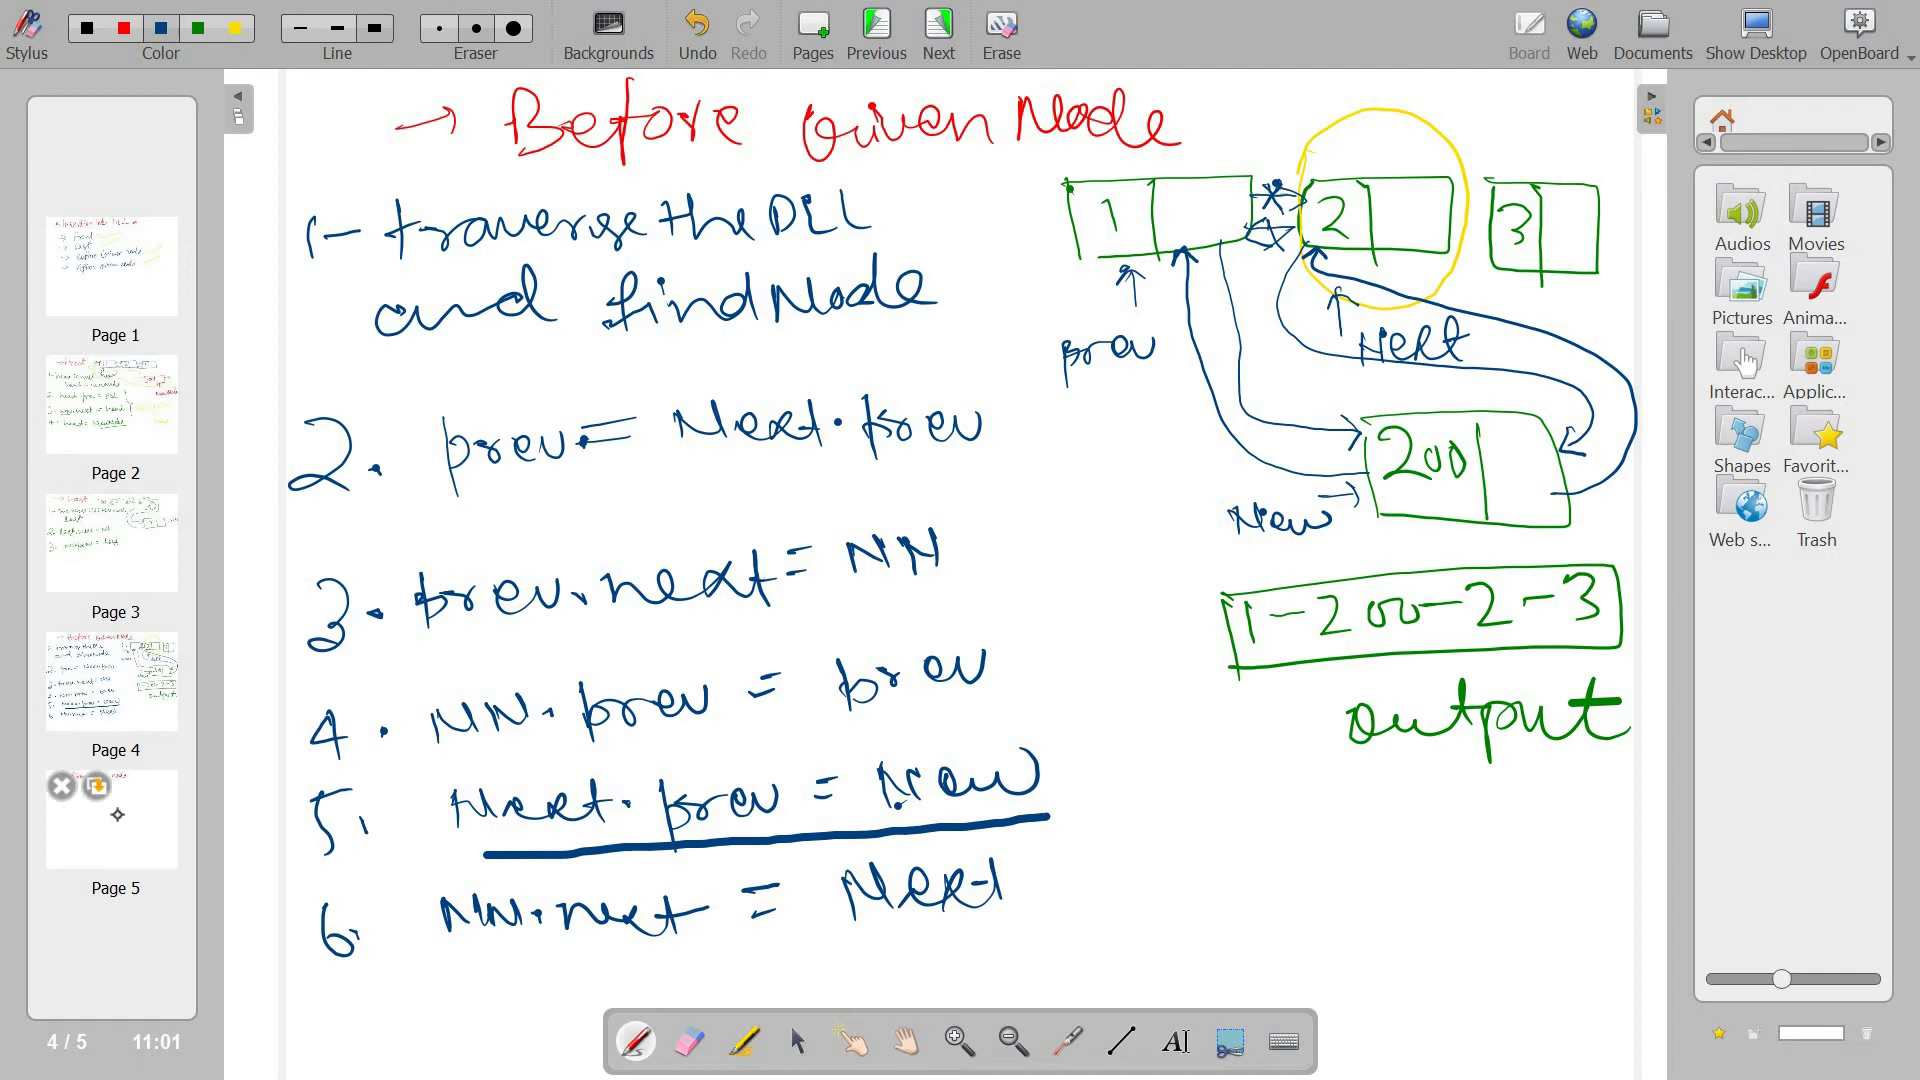 Stylus
Color
Line
Eraser
Backgrounds
Undo
Redo
Pages
Previous
Next
Erase
Board
Web
Documents
Show Desktop
OpenBoard
Page 1
Page 2
Page 3
Page 4
Page 5
4 / 5
11:01
→ Before Given Node
1- traverse the DLL
and find Node
2. prev = Next.prev
3. prev.next = NN
4. NN.prev = prev
5. Next.prev = New
6. NN.next = Next
1
2
3
prev
Next
200
New
1-200-2-3
output
Audios
Movies
Pictures
Anima...
Interac...
Applic...
Shapes
Favorit...
Web s...
Trash